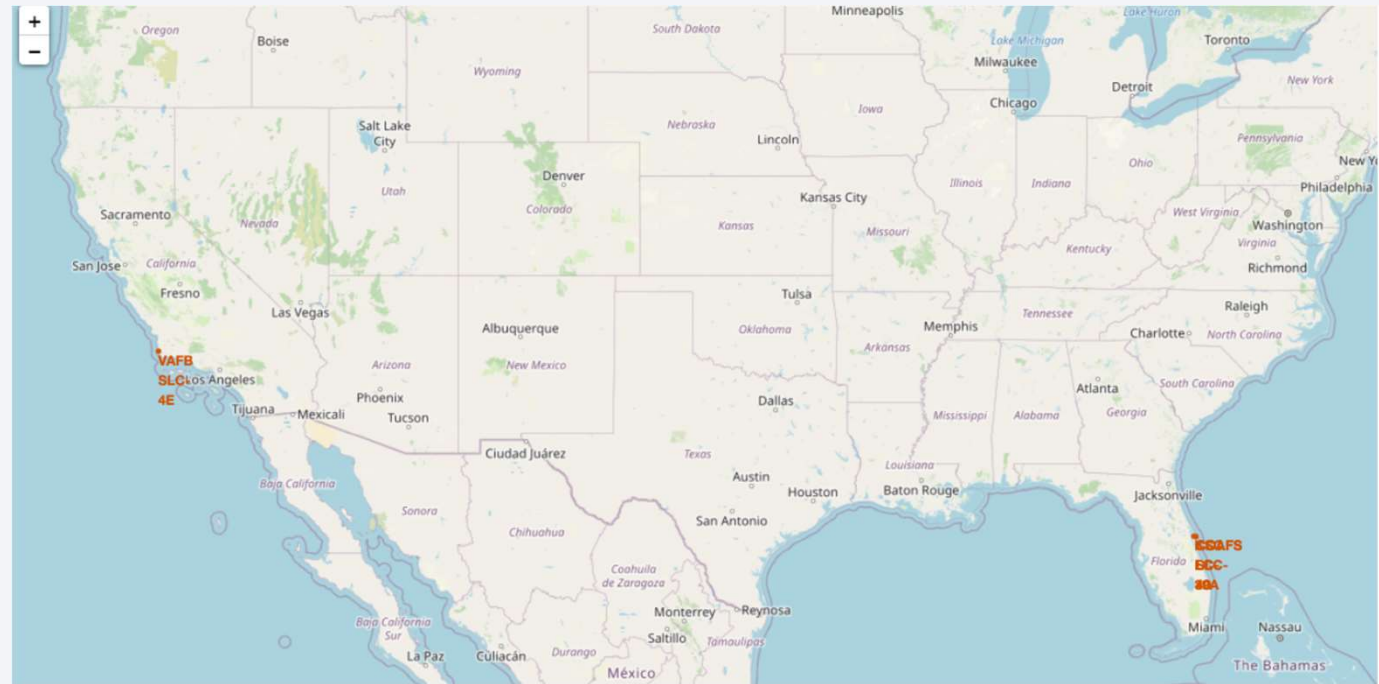 +
−
Oregon
Boise
Minneapolis
South Dakota
Lake Huron
Lake Michigan
Toronto
Wyoming
Milwaukee
Detroit
New York
Chicago
Iowa
Salt Lake
City
Nebraska
Lincoln
Pennsylvania
Ohio
Denver
Utah
Illinois
Indiana
Philadelphia
Kansas City
Colorado
Sacramento
Nevada
Kansas
Missouri
West Virginia
Washington
Virginia
Kentucky
San Jose
California
Richmond
Fresno
Las Vegas
Tulsa
Raleigh
Tennessee
Albuquerque
Oklahoma
Memphis
Charlotte
North Carolina
Arkansas
VAFB
SLC-
4E
Los Angeles
Arizona
New Mexico
South Carolina
Atlanta
Phoenix
Dallas
Tijuana
Mexicali
Tucson
Mississippi
Alabama
Georgia
Ciudad Juárez
Texas
Louisiana
Austin
Houston
Baton Rouge
Jacksonville
Baja California
Sonora
San Antonio
Chihuahua
Florida
Coahuila
de Zaragoza
Monterrey
Reynosa
Baja California
Sur
Saltillo
Tamaulipas
Miami
Nassau
La Paz
Culiacán
Durango
México
The Bahamas